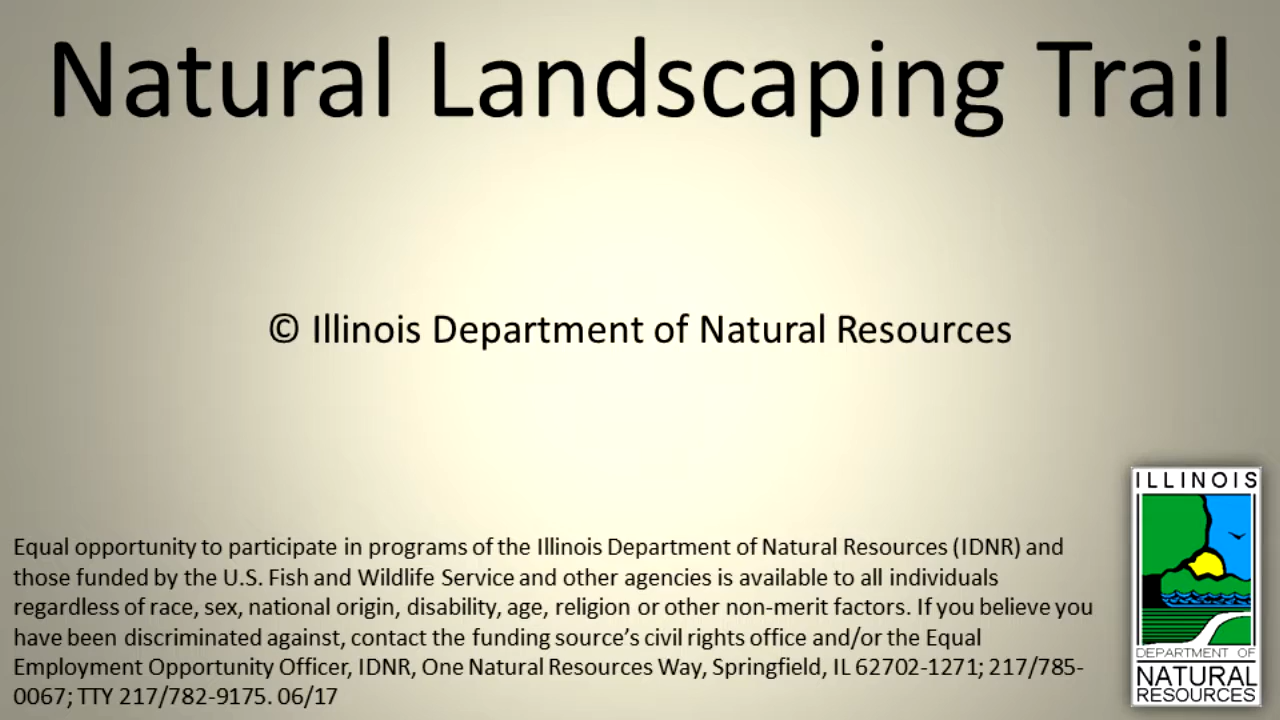 Natural Landscaping Trail
© Illinois Department of Natural Resources
Equal opportunity to participate in programs of the Illinois Department of Natural Resources (IDNR) and
those funded by the U.S. Fish and Wildlife Service and other agencies is available to all individuals
regardless of race, sex, national origin, disability, age, religion or other non-merit factors. If you believe you
have been discriminated against, contact the funding source’s civil rights office and/or the Equal
Employment Opportunity Officer, IDNR, One Natural Resources Way, Springfield, IL 62702-1271; 217/785-
0067; TTY 217/782-9175. 06/17
ILLINOIS
DEPARTMENT OF
NATURAL
RESOURCES